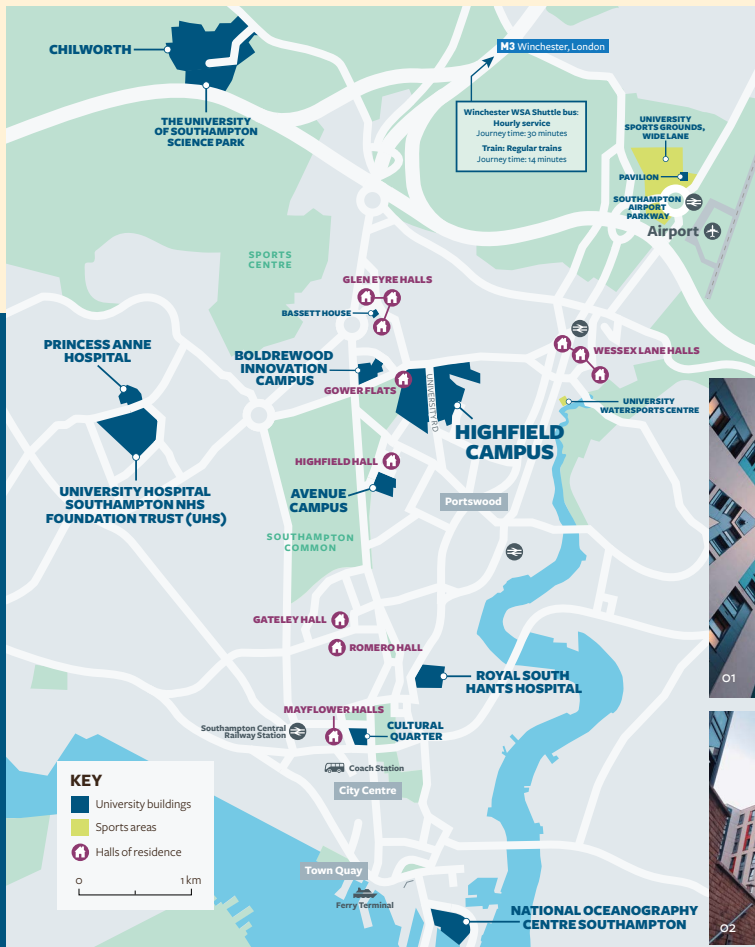 CHILWORTH
M3 Winchester, London
Winchester WSA Shuttle bus:
Hourly service
Journey time: 30 minutes
Train: Regular trains
Journey time: 14 minutes
THE UNIVERSITY
OF SOUTHAMPTON
SCIENCE PARK
UNIVERSITY
SPORTS GROUNDS,
WIDE LANE
PAVILION
SOUTHAMPTON
AIRPORT
PARKWAY
Airport
SPORTS
CENTRE
GLEN EYRE HALLS
BASSETT HOUSE
PRINCESS ANNE
HOSPITAL
BOLDREWOOD
INNOVATION
CAMPUS
GOWER FLATS
UNIVERSITY RD
WESSEX LANE HALLS
UNIVERSITY
WATERSPORTS CENTRE
HIGHFIELD
CAMPUS
HIGHFIELD HALL
UNIVERSITY HOSPITAL
SOUTHAMPTON NHS
FOUNDATION TRUST (UHS)
AVENUE
CAMPUS
Portswood
SOUTHAMPTON
COMMON
GATELEY HALL
ROMERO HALL
ROYAL SOUTH
HANTS HOSPITAL
01
MAYFLOWER HALLS
Southampton Central
Railway Station
CULTURAL
QUARTER
Coach Station
City Centre
KEY
University buildings
Sports areas
Halls of residence
0 1 km
Town Quay
Ferry Terminal
NATIONAL OCEANOGRAPHY
CENTRE SOUTHAMPTON
02